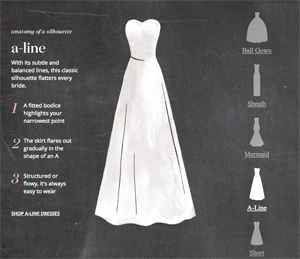 anatomy of a silhouette
a-line
With its subtle and
balanced lines, this classic
silhouette flatters every
bride.
1 A fitted bodice
highlights your
narrowest point
2 The skirt flares out
gradually in the
shape of an A
3 Structured or
flowy, it's always
easy to wear
SHOP A-LINE DRESSES
Ball Gown
Sheath
Mermaid
A-Line
Short